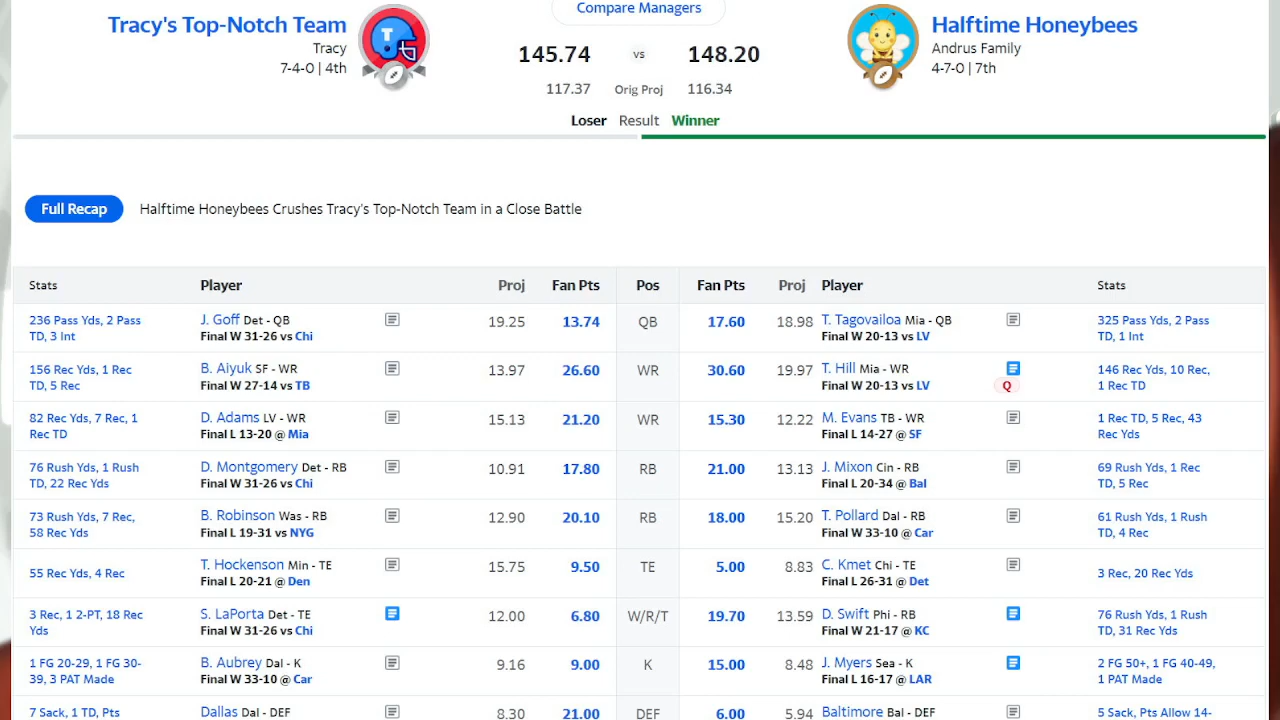 Compare Managers
Tracy's Top-Notch Team
Tracy
7-4-0 | 4th
T
145.74 vs 148.20
117.37 Orig Proj 116.34
Halftime Honeybees
Andrus Family
4-7-0 | 7th
Loser Result Winner
Full Recap Halftime Honeybees Crushes Tracy's Top-Notch Team in a Close Battle
Stats Player Proj Fan Pts Pos Fan Pts Proj Player Stats
236 Pass Yds, 2 Pass J. Goff Det - QB 19.25 13.74 QB 17.60 18.98 T. Tagovailoa Mia - QB 325 Pass Yds, 2 Pass
TD, 3 Int Final W 31-26 vs Chi Final W 20-13 vs LV TD, 1 Int
156 Rec Yds, 1 Rec B. Aiyuk SF - WR 13.97 26.60 WR 30.60 19.97 T. Hill Mia - WR 146 Rec Yds, 10 Rec,
TD, 5 Rec Final W 27-14 vs TB Final W 20-13 vs LV Q 1 Rec TD
82 Rec Yds, 7 Rec, 1 D. Adams LV - WR 15.13 21.20 WR 15.30 12.22 M. Evans TB - WR 1 Rec TD, 5 Rec, 43
Rec TD Final L 13-20 @ Mia Final L 14-27 @ SF Rec Yds
76 Rush Yds, 1 Rush D. Montgomery Det - RB 10.91 17.80 RB 21.00 13.13 J. Mixon Cin - RB 69 Rush Yds, 1 Rec
TD, 22 Rec Yds Final W 31-26 vs Chi Final L 20-34 @ Bal TD, 5 Rec
73 Rush Yds, 7 Rec, B. Robinson Was - RB 12.90 20.10 RB 18.00 15.20 T. Pollard Dal - RB 61 Rush Yds, 1 Rush
58 Rec Yds Final L 19-31 vs NYG Final W 33-10 @ Car TD, 4 Rec
55 Rec Yds, 4 Rec T. Hockenson Min - TE 15.75 9.50 TE 5.00 8.83 C. Kmet Chi - TE 3 Rec, 20 Rec Yds
Final L 20-21 @ Den Final L 26-31 @ Det
3 Rec, 1 2-PT, 18 Rec S. LaPorta Det - TE 12.00 6.80 W/R/T 19.70 13.59 D. Swift Phi - RB 76 Rush Yds, 1 Rush
Yds Final W 31-26 vs Chi Final W 21-17 @ KC TD, 31 Rec Yds
1 FG 20-29, 1 FG 30- B. Aubrey Dal - K 9.16 9.00 K 15.00 8.48 J. Myers Sea - K 2 FG 50+, 1 FG 40-49,
39, 3 PAT Made Final W 33-10 @ Car Final L 16-17 @ LAR 1 PAT Made
7 Sack, 1 TD, Pts Dallas Dal - DEF 8.30 21.00 DEF 6.00 5.94 Baltimore Bal - DEF 5 Sack, Pts Allow 14-